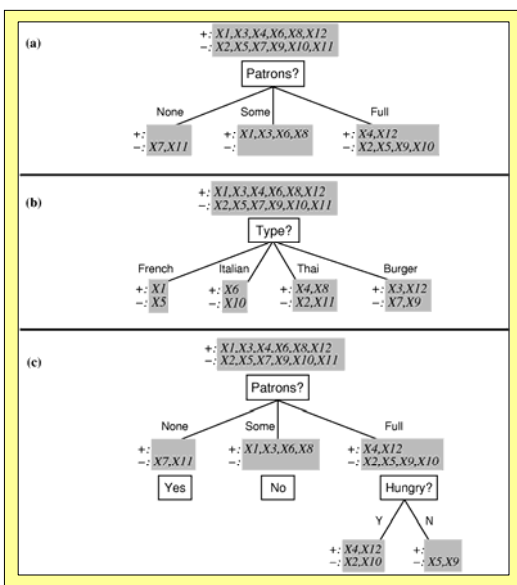 (a)
+: X1,X3,X4,X6,X8,X12
−: X2,X5,X7,X9,X10,X11
Patrons?
None Some Full
+: +: X1,X3,X6,X8 +: X4,X12
−: X7,X11 −: −: X2,X5,X9,X10
(b)
+: X1,X3,X4,X6,X8,X12
−: X2,X5,X7,X9,X10,X11
Type?
French Italian Thai Burger
+: X1 +: X6 +: X4,X8 +: X3,X12
−: X5 −: X10 −: X2,X11 −: X7,X9
(c)
+: X1,X3,X4,X6,X8,X12
−: X2,X5,X7,X9,X10,X11
Patrons?
None Some Full
+: +: X1,X3,X6,X8 +: X4,X12
−: X7,X11 −: −: X2,X5,X9,X10
Yes No Hungry?
Y N
+: X4,X12 +:
−: X2,X10 −: X5,X9